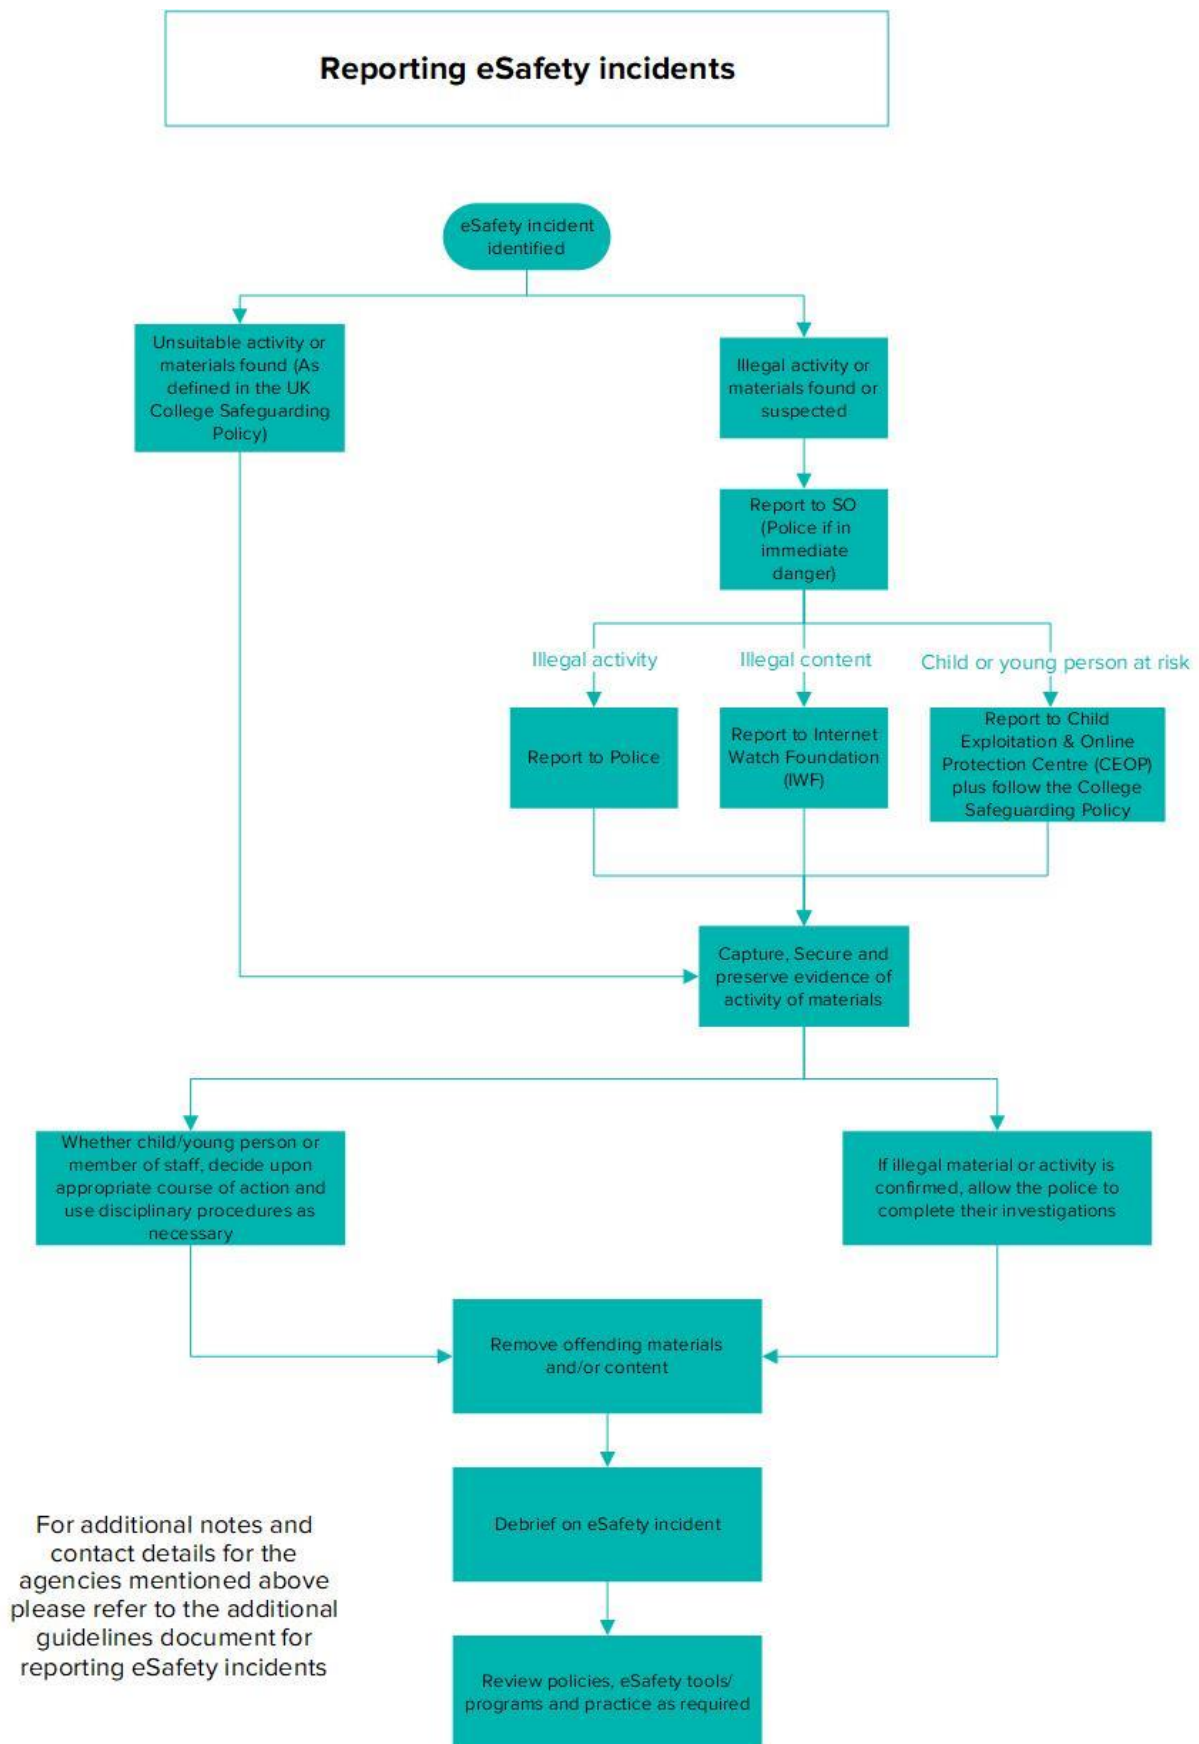 Reporting eSafety incidents
eSafety incident
identified
Unsuitable activity or
materials found (As
defined in the UK
College Safeguarding
Policy)
Illegal activity or
materials found or
suspected
Report to SO
(Police if in
immediate
danger)
Illegal activity
Illegal content
Child or young person at risk
Report to Police
Report to Internet
Watch Foundation
(IWF)
Report to Child
Exploitation & Online
Protection Centre (CEOP)
plus follow the College
Safeguarding Policy
Capture, Secure and
preserve evidence of
activity of materials
Whether child/young person or
member of staff, decide upon
appropriate course of action and
use disciplinary procedures as
necessary
If illegal material or activity is
confirmed, allow the police to
complete their investigations
Remove offending materials
and/or content
Debrief on eSafety incident
For additional notes and
contact details for the
agencies mentioned above
please refer to the additional
guidelines document for
reporting eSafety incidents
Review policies, eSafety tools/
programs and practice as required